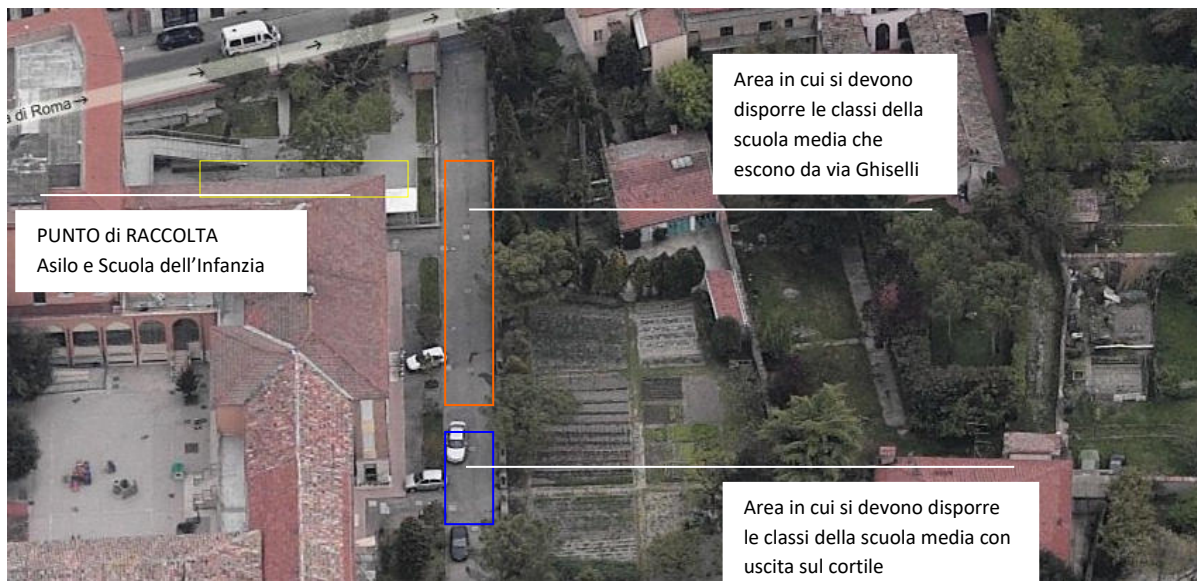 a di Roma→
Area in cui si devono
disporre le classi della
scuola media che
escono da via Ghiselli
PUNTO di RACCOLTA
Asilo e Scuola dell’Infanzia
Area in cui si devono disporre
le classi della scuola media con
uscita sul cortile